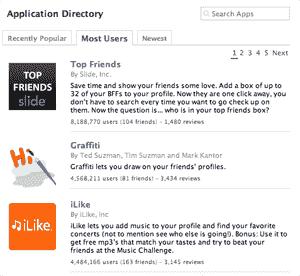 Application Directory
Search Apps
Recently Popular
Most Users
Newest
1 2 3 4 5 Next
TOP
FRIENDS
slide
Top Friends
By Slide, Inc.
Save time and show your friends some love. Add a box of up to
32 of your BFFs to your profile. Now they are one click away, you
don't have to search every time you want to go check up on
them. Now the question is... who is in your top friends box?
8,188,770 users (104 friends) - 1,480 reviews
Hi
Graffiti
By Ted Suzman, Tim Suzman and Mark Kantor
Graffiti lets you draw on your friends' profiles.
4,568,211 users (81 friends) - 3,434 reviews
iLike
iLike
By iLike, Inc
iLike lets you add music to your profile and find your favorite
concerts (not to mention see who else is going!). Bonus: Use it to
get free mp3's that match your tastes and try to beat your
friends at the Music Challenge.
4,484,166 users (163 friends) - 3,145 reviews